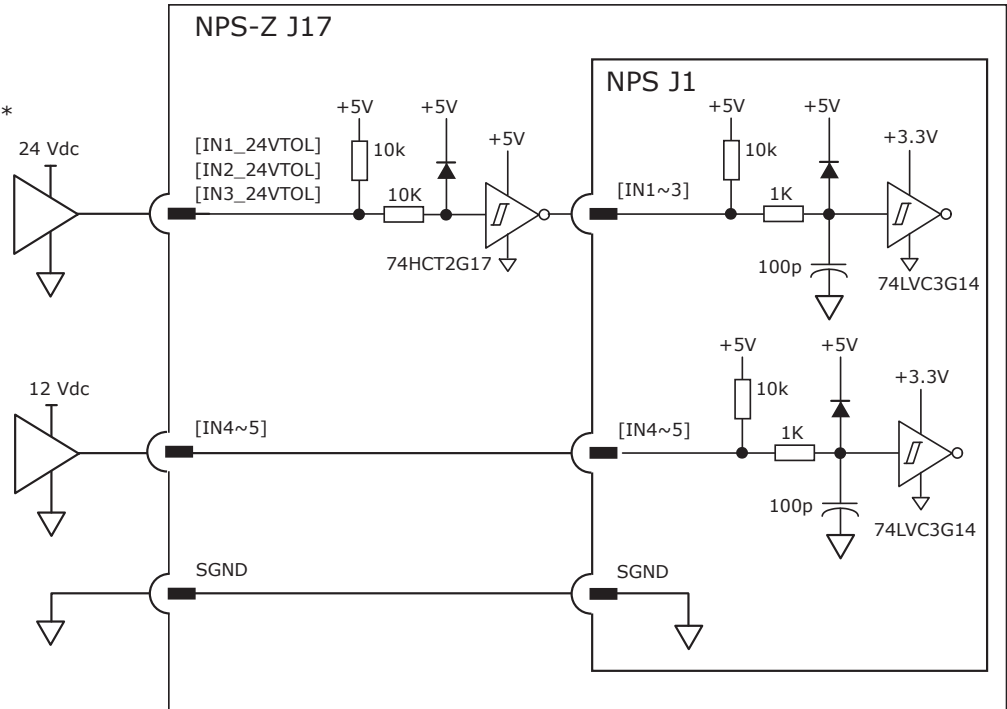 NPS-Z J17
NPS J1
*
24 Vdc
[IN1_24VTOL]
[IN2_24VTOL]
[IN3_24VTOL]
+5V
10k
+5V
+5V
10K
74HCT2G17
[IN1~3]
+5V
10k
+5V
+3.3V
1K
100p
74LVC3G14
12 Vdc
[IN4~5]
[IN4~5]
+5V
10k
+5V
+3.3V
1K
100p
74LVC3G14
SGND
SGND